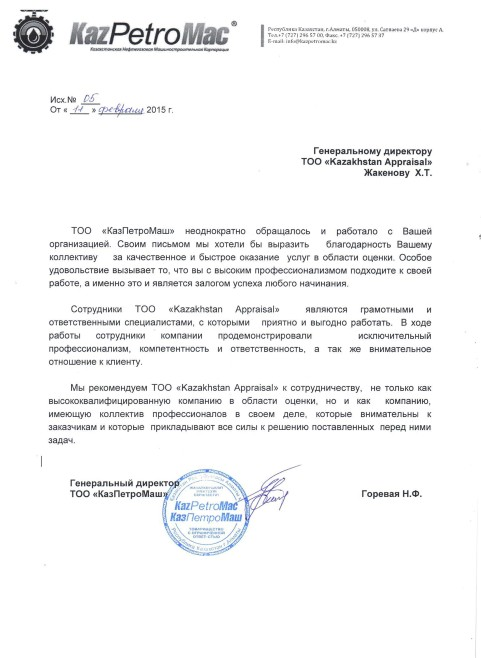 KazPetroMac®
Казахстанская Нефтегазовая Машиностроительная Корпорация
Республика Казахстан, г.Алматы, 050008, ул. Сатпаева 29 «Д» корпус А.
Тел.+7 (727) 296 57 00, Факс. +7 (727) 296 57 37
E-mail: info@kazpetromac.kz
Исх.№ 05
От « 11 » февраля 2015 г.
Генеральному директору
ТОО «Kazakhstan Appraisal»
Жакенову Х.Т.
ТОО «КазПетроМаш» неоднократно обращалось и работало с Вашей
организацией. Своим письмом мы хотели бы выразить благодарность Вашему
коллективу за качественное и быстрое оказание услуг в области оценки. Особое
удовольствие вызывает то, что вы с высоким профессионализмом подходите к своей
работе, а именно это и является залогом успеха любого начинания.
Сотрудники ТОО «Kazakhstan Appraisal» являются грамотными и
ответственными специалистами, с которыми приятно и выгодно работать. В ходе
работы сотрудники компании продемонстрировали исключительный
профессионализм, компетентность и ответственность, а так же внимательное
отношение к клиенту.
Мы рекомендуем ТОО «Kazakhstan Appraisal» к сотрудничеству, не только как
высококвалифицированную компанию в области оценки, но и как компанию,
имеющую коллектив профессионалов в своем деле, которые внимательны к
заказчикам и которые прикладывают все силы к решению поставленных перед ними
задач.
Генеральный директор
ТОО «КазПетроМаш»
Горевая Н.Ф.
KazPetroMac
КазПетроМаш
ТОВАРИЩЕСТВО
С ОГРАНИЧЕННОЙ
ОТВЕТ-СТЬЮ